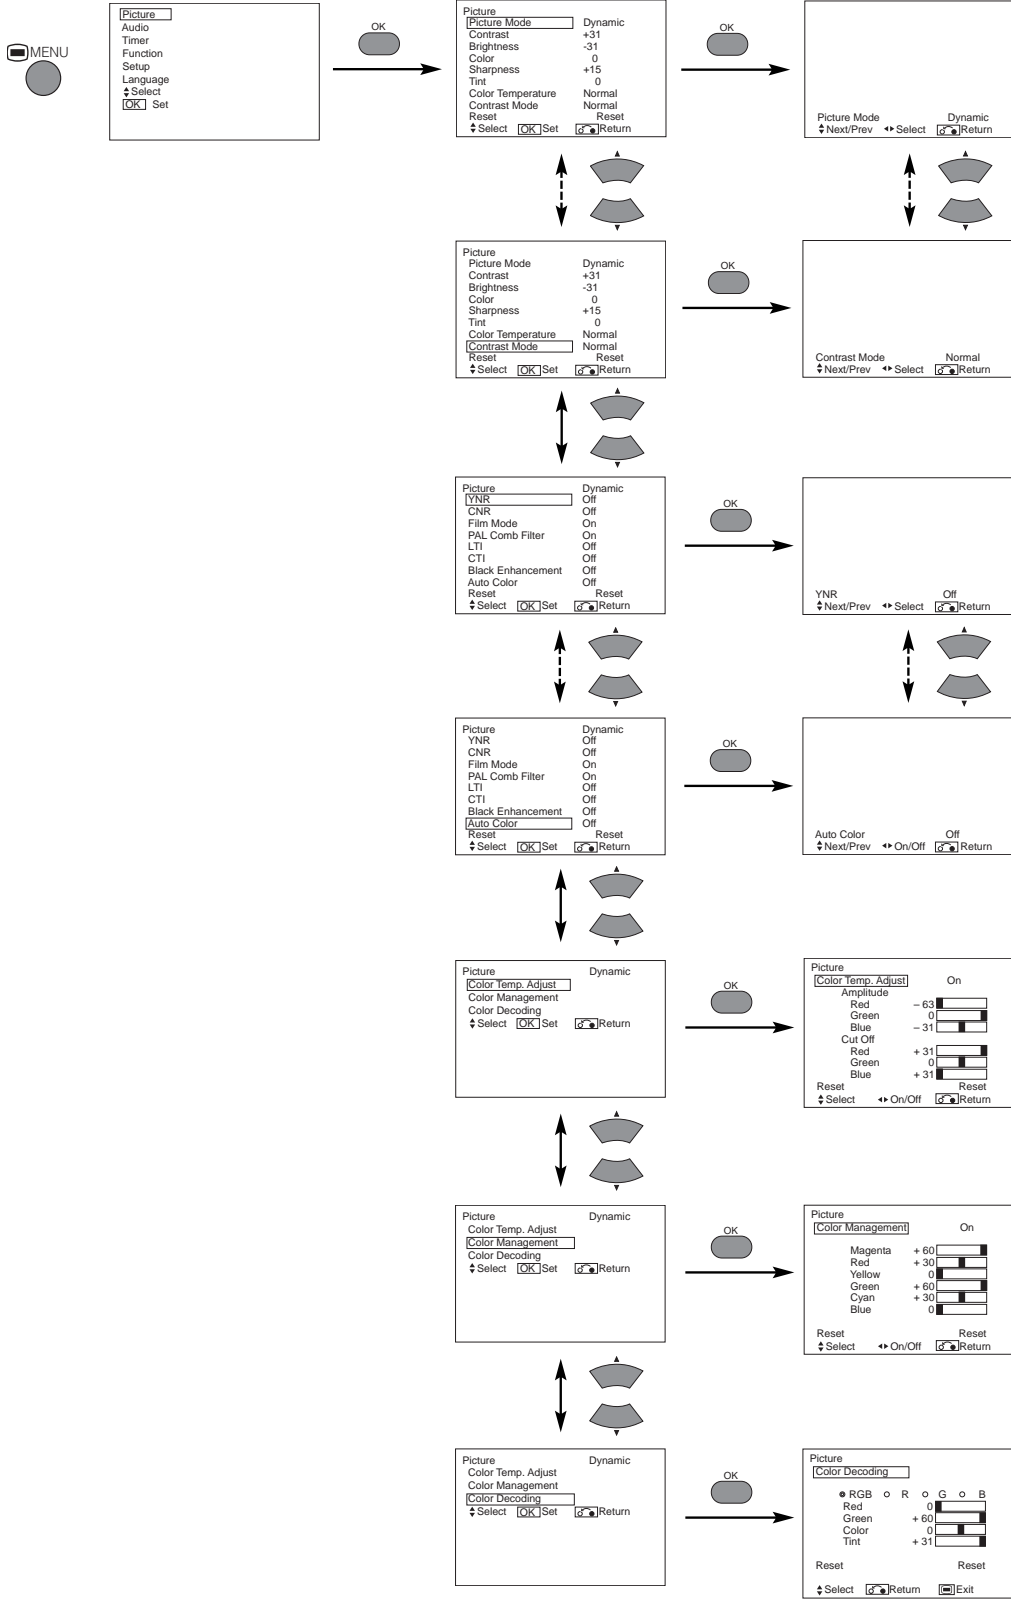 MENU
Picture
Audio
Timer
Function
Setup
Language
Select
OK Set
OK
Picture
Picture Mode Dynamic
Contrast +31
Brightness -31
Color 0
Sharpness +15
Tint 0
Color Temperature Normal
Contrast Mode Normal
Reset Reset
Select OK Set Return
OK
Picture Mode Dynamic
Next/Prev Select Return
Picture
Picture Mode Dynamic
Contrast +31
Brightness -31
Color 0
Sharpness +15
Tint 0
Color Temperature Normal
Contrast Mode Normal
Reset Reset
Select OK Set Return
OK
Contrast Mode Normal
Next/Prev Select Return
Picture Dynamic
YNR Off
CNR Off
Film Mode On
PAL Comb Filter On
LTI Off
CTI Off
Black Enhancement Off
Auto Color Off
Reset Reset
Select OK Set Return
OK
YNR Off
Next/Prev Select Return
Picture Dynamic
YNR Off
CNR Off
Film Mode On
PAL Comb Filter On
LTI Off
CTI Off
Black Enhancement Off
Auto Color Off
Reset Reset
Select OK Set Return
OK
Auto Color Off
Next/Prev On/Off Return
Picture Dynamic
Color Temp. Adjust
Color Management
Color Decoding
Select OK Set Return
OK
Picture
Color Temp. Adjust On
Amplitude
Red – 63
Green 0
Blue – 31
Cut Off
Red + 31
Green 0
Blue + 31
Reset Reset
Select On/Off Return
Picture Dynamic
Color Temp. Adjust
Color Management
Color Decoding
Select OK Set Return
OK
Picture
Color Management On
Magenta + 60
Red + 30
Yellow 0
Green + 60
Cyan + 30
Blue 0
Reset Reset
Select On/Off Return
Picture Dynamic
Color Temp. Adjust
Color Management
Color Decoding
Select OK Set Return
OK
Picture
Color Decoding
RGB R G B
Red 0
Green + 60
Color 0
Tint + 31
Reset Reset
Select Return Exit